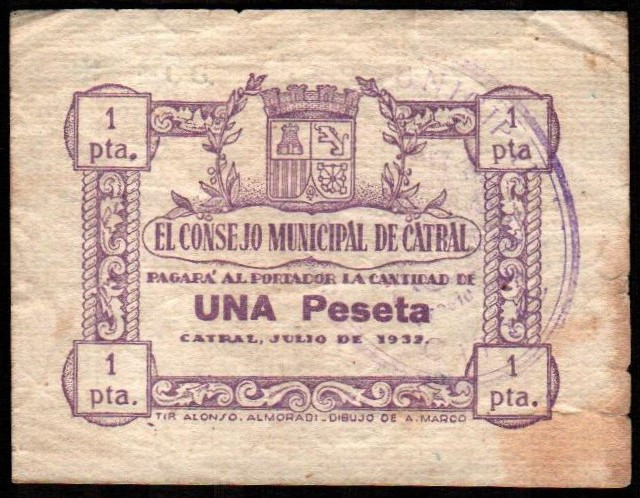 1 pta.
1 pta
EL CONSEJO MUNICIPAL DE CATRAL
PAGARÁ AL PORTADOR LA CANTIDAD DE
UNA Peseta
CATRAL, JULIO DE 1937.
1 pta.
1 pta.
TIP. ALONSO. ALMORADI - DIBUJO DE A. MARCO